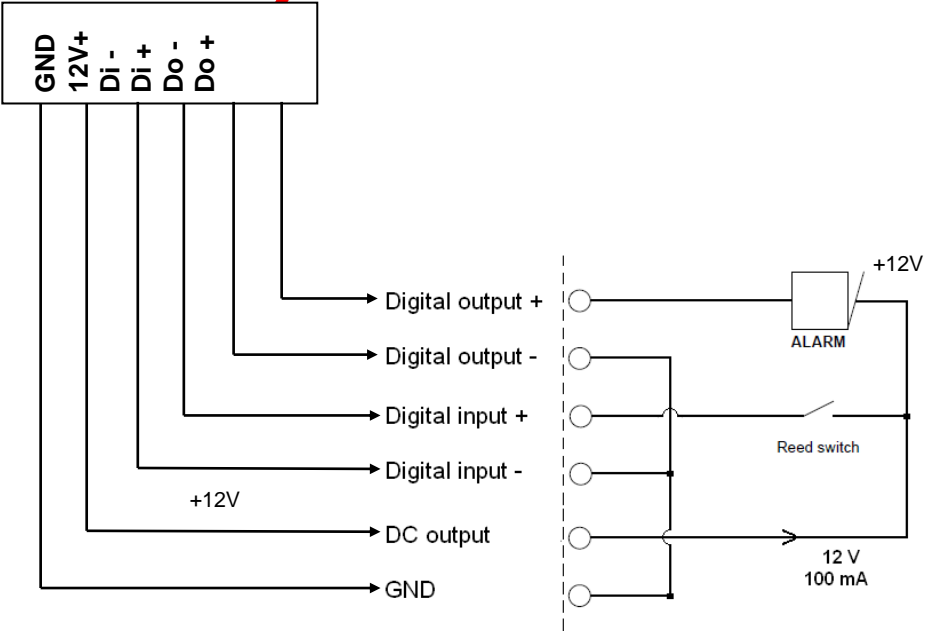 GND
12V+
Di -
Di +
Do -
Do +
+12V
Digital output +
ALARM
Digital output -
Digital input +
Reed switch
Digital input -
+12V
DC output
12 V
100 mA
GND